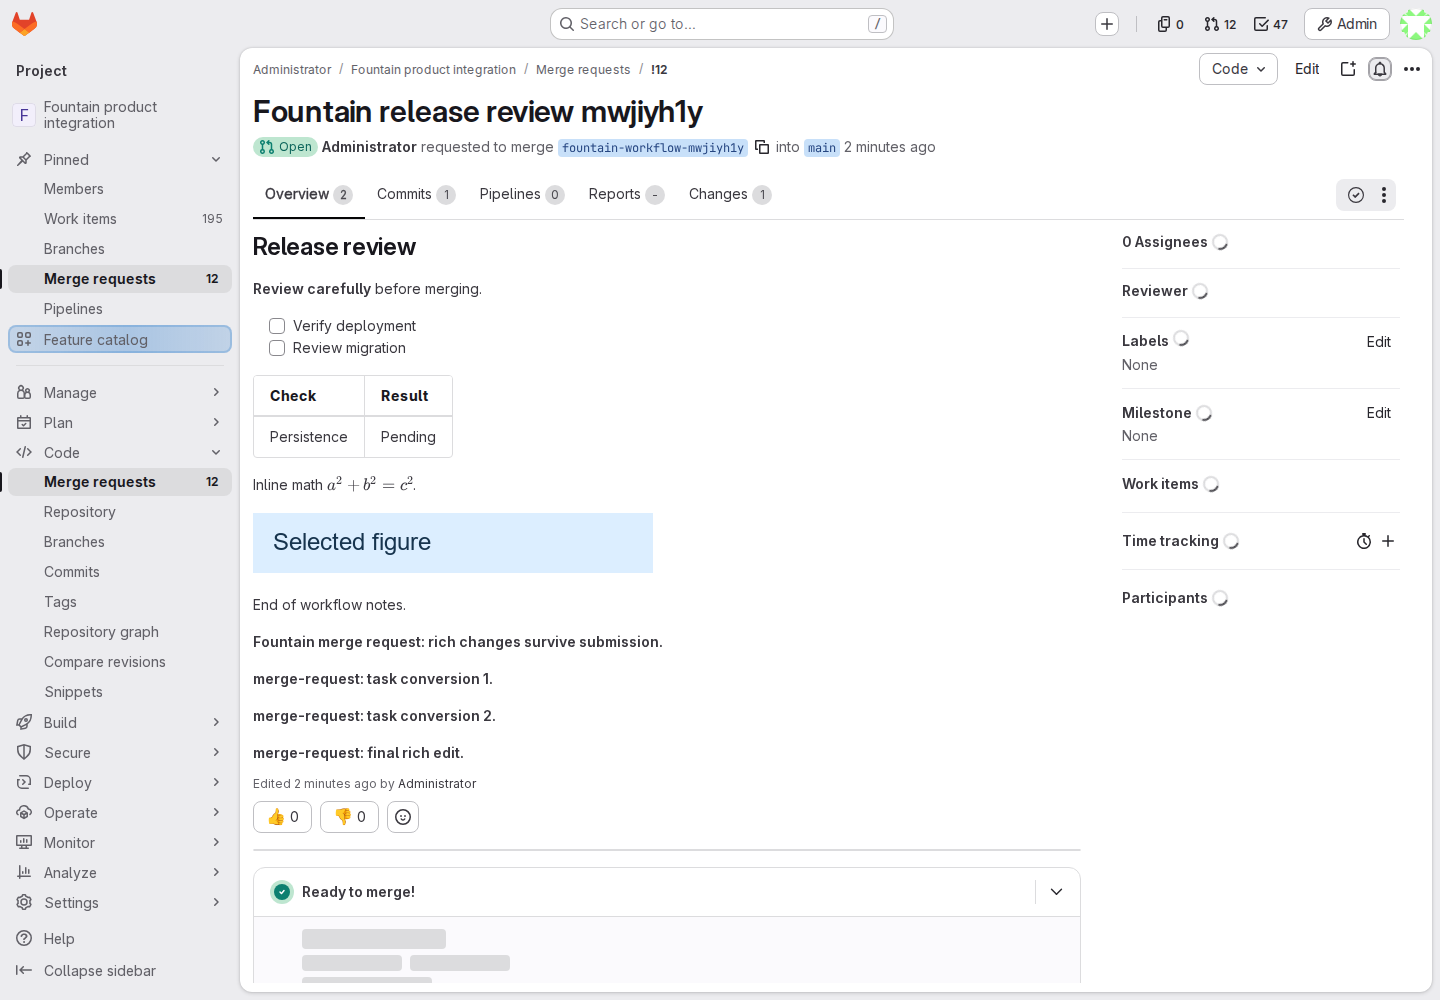 Search or go to...
/
0
12
47
Admin
Project
F
Fountain product integration
Pinned
Members
Work items 195
Branches
Merge requests 12
Pipelines
Feature catalog
Manage
Plan
Code
Merge requests 12
Repository
Branches
Commits
Tags
Repository graph
Compare revisions
Snippets
Build
Secure
Deploy
Operate
Monitor
Analyze
Settings
Help
Collapse sidebar
Administrator / Fountain product integration / Merge requests / !12
Code
Edit
Fountain release review mwjiyh1y
Open Administrator requested to merge fountain-workflow-mwjiyh1y into main 2 minutes ago
Overview 2
Commits 1
Pipelines 0
Reports -
Changes 1
Release review
Review carefully before merging.
Verify deployment
Review migration
Check Result
Persistence Pending
Inline math a² + b² = c².
Selected figure
End of workflow notes.
Fountain merge request: rich changes survive submission.
merge-request: task conversion 1.
merge-request: task conversion 2.
merge-request: final rich edit.
Edited 2 minutes ago by Administrator
👍 0
👎 0
Ready to merge!
0 Assignees
Reviewer
Labels Edit
None
Milestone Edit
None
Work items
Time tracking
Participants